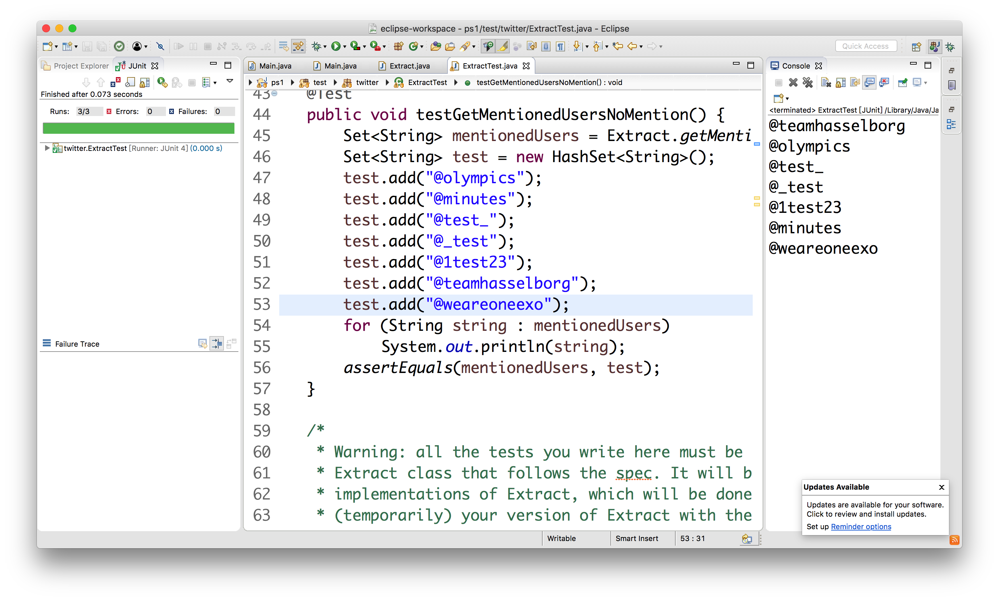 eclipse-workspace - ps1/test/twitter/ExtractTest.java - Eclipse
Quick Access
Project Explorer
JUnit
Finished after 0.073 seconds
Runs: 3/3 Errors: 0 Failures: 0
twitter.ExtractTest [Runner: JUnit 4] (0.000 s)
Failure Trace
Main.java
Main.java
Extract.java
ExtractTest.java
ps1 test twitter ExtractTest testGetMentionedUsersNoMention() : void
43 @Test
44 public void testGetMentionedUsersNoMention() {
45 Set<String> mentionedUsers = Extract.getMenti
46 Set<String> test = new HashSet<String>();
47 test.add("@olympics");
48 test.add("@minutes");
49 test.add("@test_");
50 test.add("@_test");
51 test.add("@1test23");
52 test.add("@teamhasselborg");
53 test.add("@weareoneexo");
54 for (String string : mentionedUsers)
55 System.out.println(string);
56 assertEquals(mentionedUsers, test);
57 }
58
59 /*
60 * Warning: all the tests you write here must be
61 * Extract class that follows the spec. It will b
62 * implementations of Extract, which will be done
63 * (temporarily) your version of Extract with the
Writable
Smart Insert
53 : 31
Console
<terminated> ExtractTest [JUnit] /Library/Java/Ja
@teamhasselborg
@olympics
@test_
@_test
@1test23
@minutes
@weareoneexo
Updates Available
Updates are available for your software.
Click to review and install updates.
Set up Reminder options